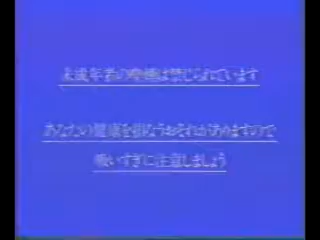 未成年者の喫煙は禁じられています
あなたの健康を損なうおそれがありますので
吸いすぎに注意しましょう